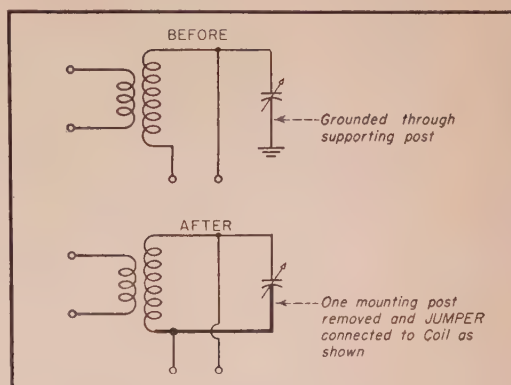 BEFORE
Grounded through
supporting post
AFTER
One mounting post
removed and JUMPER
connected to Coil as
shown